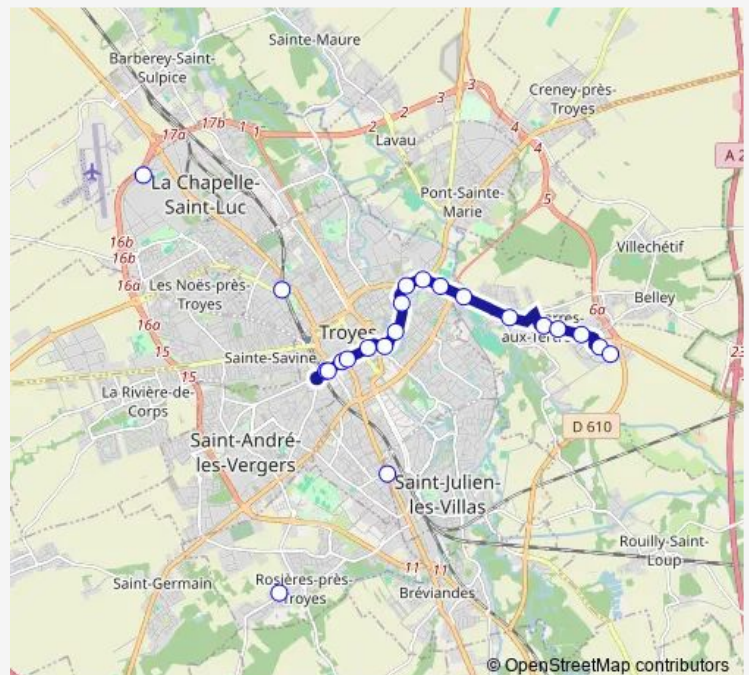 Sainte-Maure
Barberey-Saint-
Sulpice
Creney-près-
Troyes
17a
17b
1
1
2
2
3
3
4
4
5
Lavau
A 2
La Chapelle-
Saint-Luc
Pont-Sainte-
Marie
16b
16b
16a
16a
Villechétif
Les Noës-près-
Troyes
Belley
6a
Troyes
aux-
23
Sainte-Savine
15
15
La Rivière-de-
Corps
D 610
Saint-André-
les-Vergers
Saint-Julien-
les-Villas
Rouilly-Saint-
Loup
11
11
Saint-Germain
Rosières-près-
Troyes
Bréviandes
© OpenStreetMap contributors